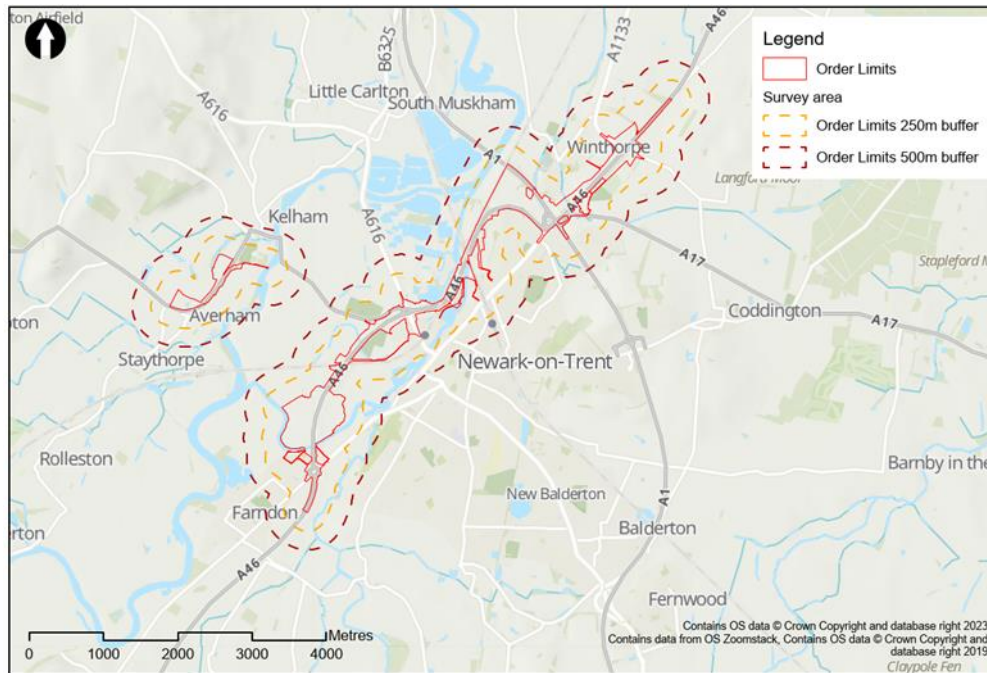 ton Airfield
A46
B6325
A1133
Little Carlton
South Muskham
A616
A1
Winthorpe
Langford Moor
A46
Kelham
A616
A17
Stapleford M
A46
Averham
Coddington
A17
Staythorpe
Newark-on-Trent
A46
Rolleston
Barnby in the
New Balderton
A1
Farndon
Balderton
erton
A46
Fernwood
Claypole Fen
Legend
Order Limits
Survey area
Order Limits 250m buffer
Order Limits 500m buffer
Metres
0 1000 2000 3000 4000
Contains OS data © Crown Copyright and database right 2023
Contains data from OS Zoomstack, Contains OS data © Crown Copyright and
database right 2019